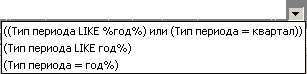 ((Тип периода LIKE %год%) или (Тип периода = квартал))
(Тип периода LIKE год%)
(Тип периода = год%)